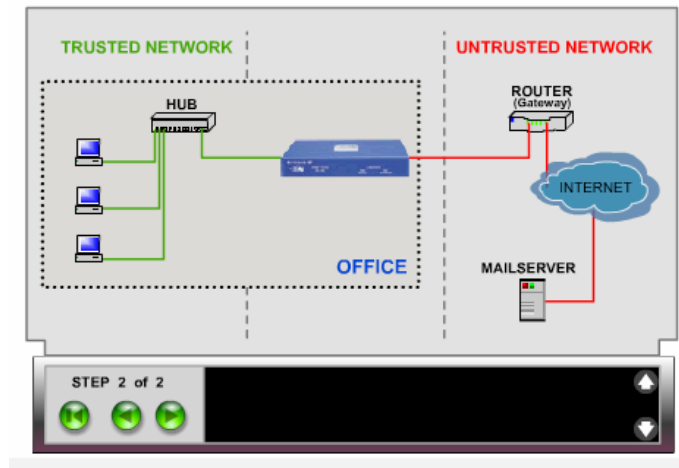 TRUSTED NETWORK
UNTRUSTED NETWORK
ROUTER
(Gateway)
HUB
INTERNET
OFFICE
MAILSERVER
STEP 2 of 2